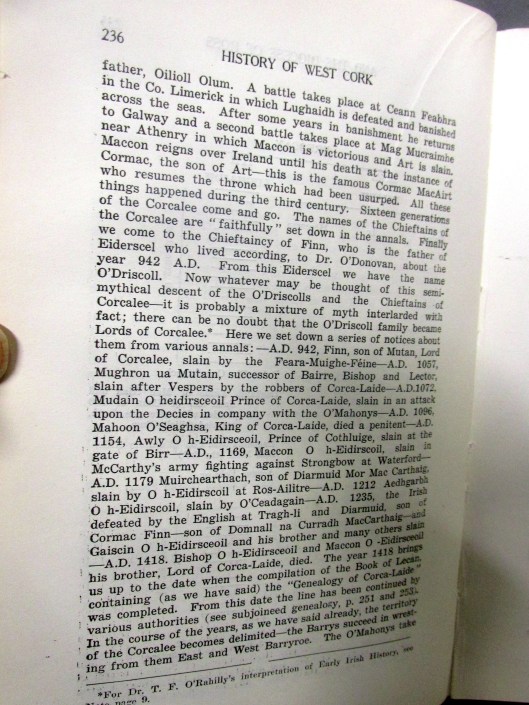 236
HISTORY OF WEST CORK
father, Oilioll Olum. A battle takes place at Ceann Feabhra
in the Co. Limerick in which Lughaidh is defeated and banished
across the seas. After some years in banishment he returns
to Galway and a second battle takes place at Mag Mucraimhe
near Athenry in which Maccon is victorious and Art is slain.
Maccon reigns over Ireland until his death at the instance of
Cormac, the son of Art—this is the famous Cormac MacAirt
who resumes the throne which had been usurped. All these
things happened during the third century. Sixteen generations
of the Corcalee come and go. The names of the Chieftains of
the Corcalee are "faithfully" set down in the annals. Finally
we come to the Chieftaincy of Finn, who is the father of
Eiderscel who lived according, to Dr. O'Donovan, about the
year 942 A.D. From this Eiderscel we have the name
O'Driscoll. Now whatever may be thought of this semi-
mythical descent of the O'Driscolls and the Chieftains of
Corcalee—it is probably a mixture of myth interlarded with
fact; there can be no doubt that the O'Driscoll family became
Lords of Corcalee.* Here we set down a series of notices about
them from various annals:—A.D. 942, Finn, son of Mutan, Lord
of Corcalee, slain by the Feara-Muighe-Féine—A.D. 1057,
Mughron ua Mutain, successor of Bairre, Bishop and Lector,
slain after Vespers by the robbers of Corca-Laide—A.D.1072,
Mudain O heidirsceoil Prince of Corca-Laide, slain in an attack
upon the Decies in company with the O'Mahonys—A.D. 1096,
Mahoon O'Seaghsa, King of Corca-Laide, died a penitent—A.D.
1154, Awly O h-Eidirsceoil, Prince of Cothluige, slain at the
gate of Birr—A.D., 1169, Maccon O h-Eidirsceoil, slain in
McCarthy's army fighting against Strongbow at Waterford—
A.D. 1179 Muirchearthach, son of Diarmuid Mor Mac Carthaig,
slain by O h-Eidirscoil at Ros-Ailitre—A.D. 1212 Aedhgarbh
O h-Eidirscoil, slain by O'Ceadagain—A.D. 1235, the Irish
defeated by the English at Tragh-li and Diarmuid, son of
Cormac Finn—son of Domnall na Curradh MacCarthaig—and
Gaiscin O h-Eidirsceoil and his brother and many others slain
—A.D. 1418. Bishop O h-Eidirsceoil and Maccon O -Eidirsceoil
his brother, Lord of Corca-Laide, died. The year 1418 brings
us up to the date when the compilation of the Book of Lecan,
containing (as we have said) the "Genealogy of Corca-Laide"
was completed. From this date the line has been continued by
various authorities (see subjoined genealogy, p. 251 and 253).
In the course of the years, as we have said already, the territory
of the Corcalee becomes delimited—the Barrys succeed in wrest-
ing from them East and West Barryroe. The O'Mahonys take
*For Dr. T. F. O'Rahilly's interpretation of Early Irish History, see
Note page 9.